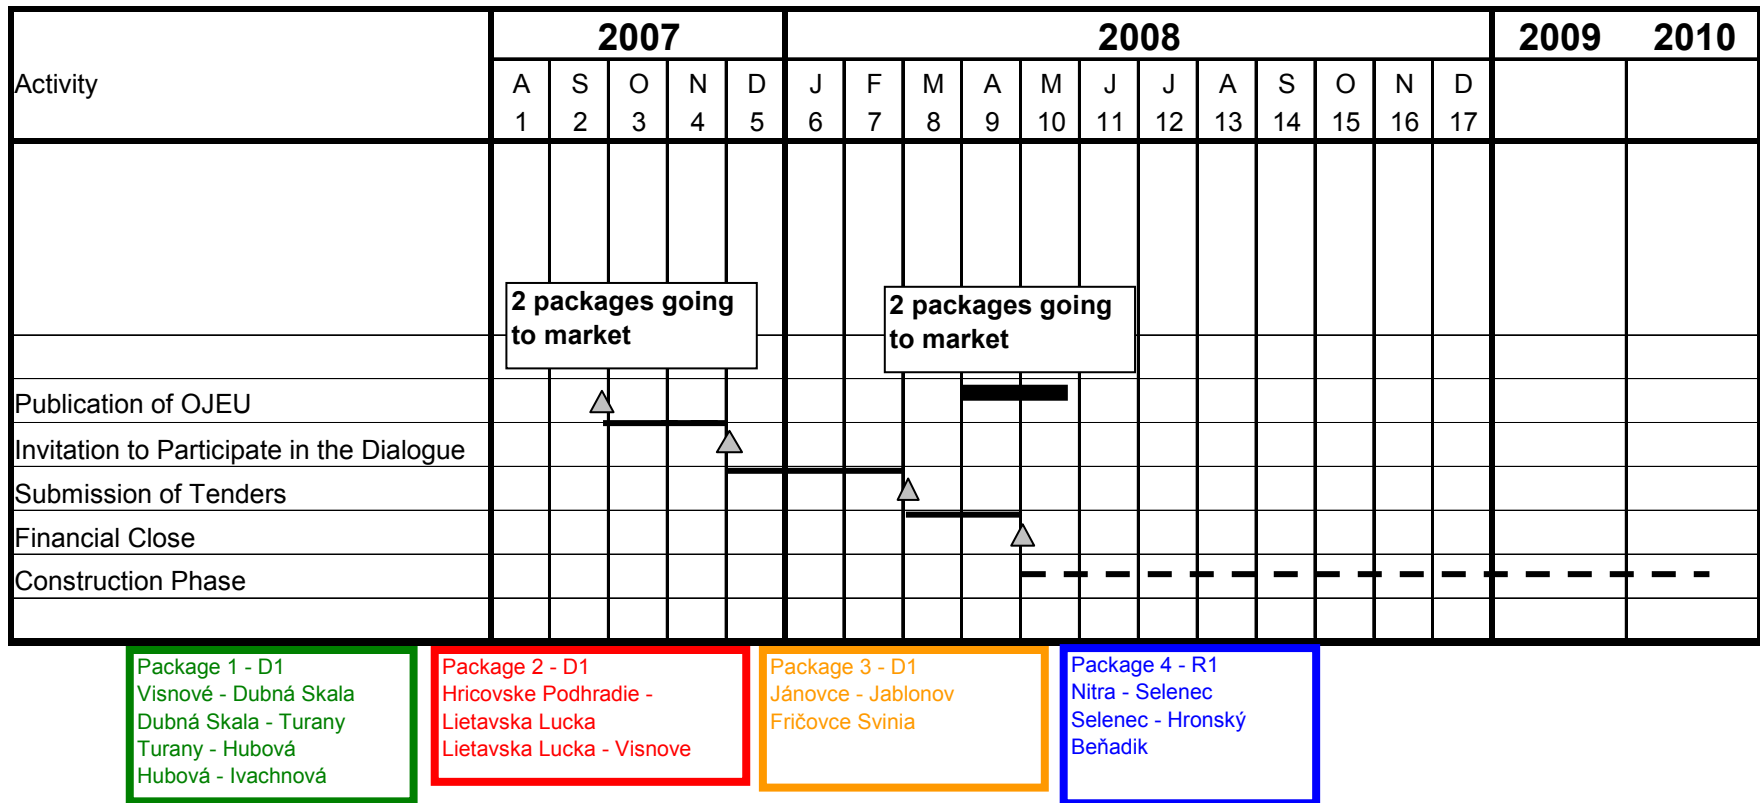 2007 2008 2009 2010
Activity A S O N D J F M A M J J A S O N D
1 2 3 4 5 6 7 8 9 10 11 12 13 14 15 16 17
2 packages going
to market
2 packages going
to market
Publication of OJEU
Invitation to Participate in the Dialogue
Submission of Tenders
Financial Close
Construction Phase
Package 1 - D1
Visnové - Dubná Skala
Dubná Skala - Turany
Turany - Hubová
Hubová - Ivachnová
Package 2 - D1
Hricovske Podhradie -
Lietavska Lucka
Lietavska Lucka - Visnove
Package 3 - D1
Jánovce - Jablonov
Fričovce Svinia
Package 4 - R1
Nitra - Selenec
Selenec - Hronský
Beňadik